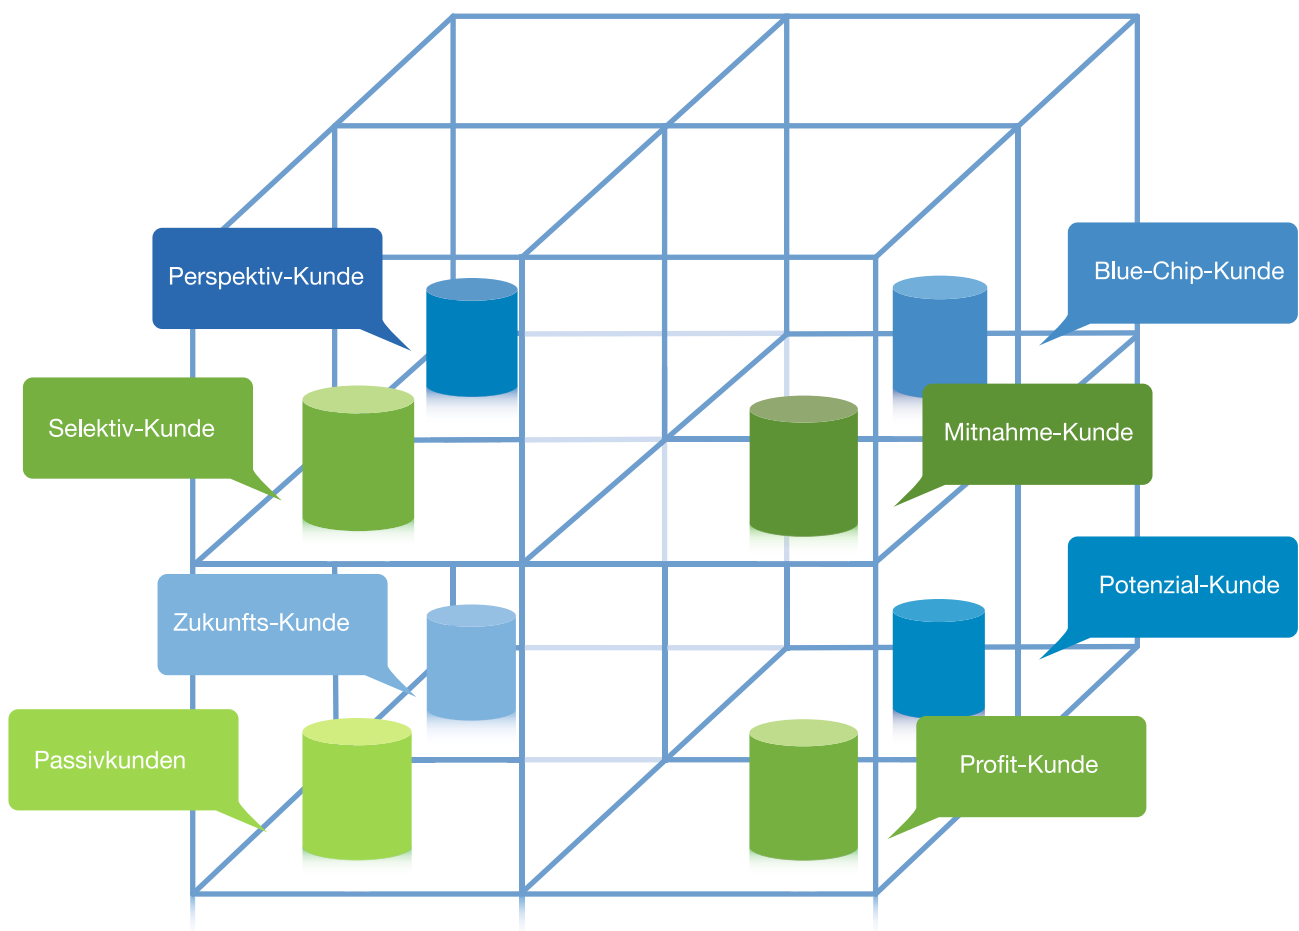 Perspektiv-Kunde
Blue-Chip-Kunde
Selektiv-Kunde
Mitnahme-Kunde
Zukunfts-Kunde
Potenzial-Kunde
Passivkunden
Profit-Kunde